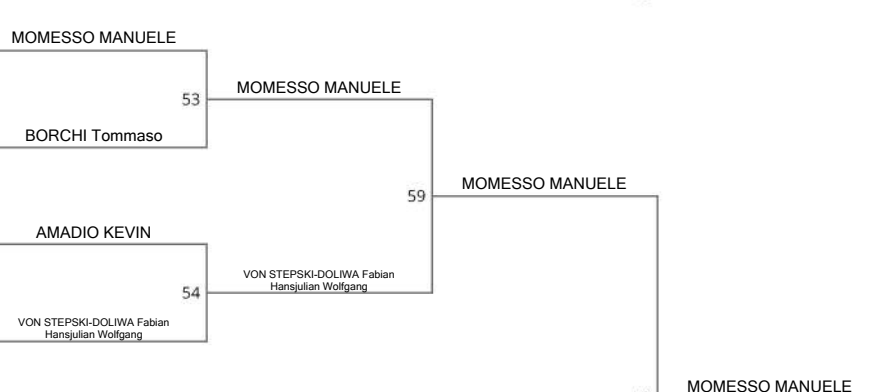 MOMESSO MANUELE
53
MOMESSO MANUELE
BORCHI Tommaso
59
MOMESSO MANUELE
AMADIO KEVIN
54
VON STEPSKI-DOLIWA Fabian
Hansjulian Wolfgang
VON STEPSKI-DOLIWA Fabian
Hansjulian Wolfgang
MOMESSO MANUELE